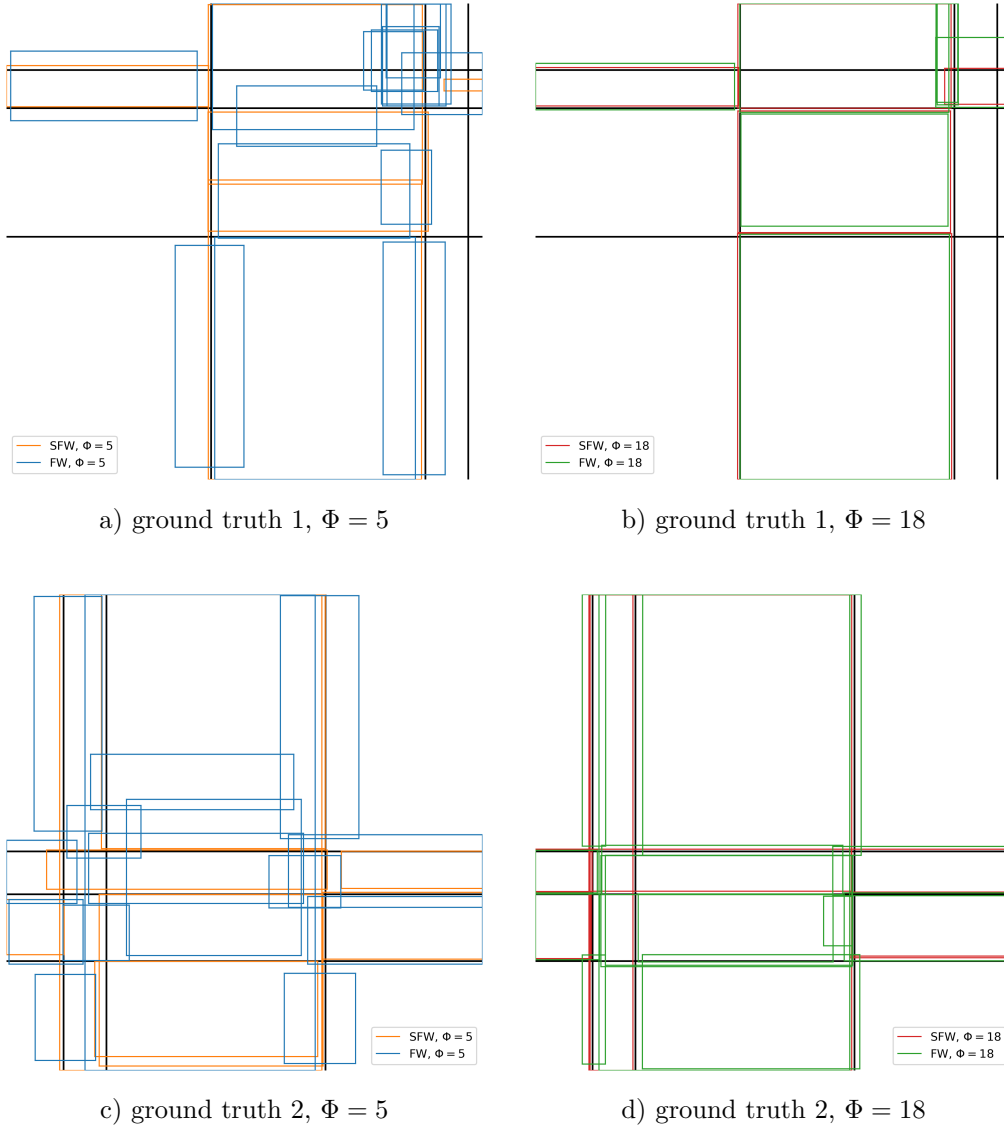 SFW, Φ = 5
FW, Φ = 5
SFW, Φ = 18
FW, Φ = 18
a) ground truth 1, Φ = 5
b) ground truth 1, Φ = 18
SFW, Φ = 5
FW, Φ = 5
SFW, Φ = 18
FW, Φ = 18
c) ground truth 2, Φ = 5
d) ground truth 2, Φ = 18